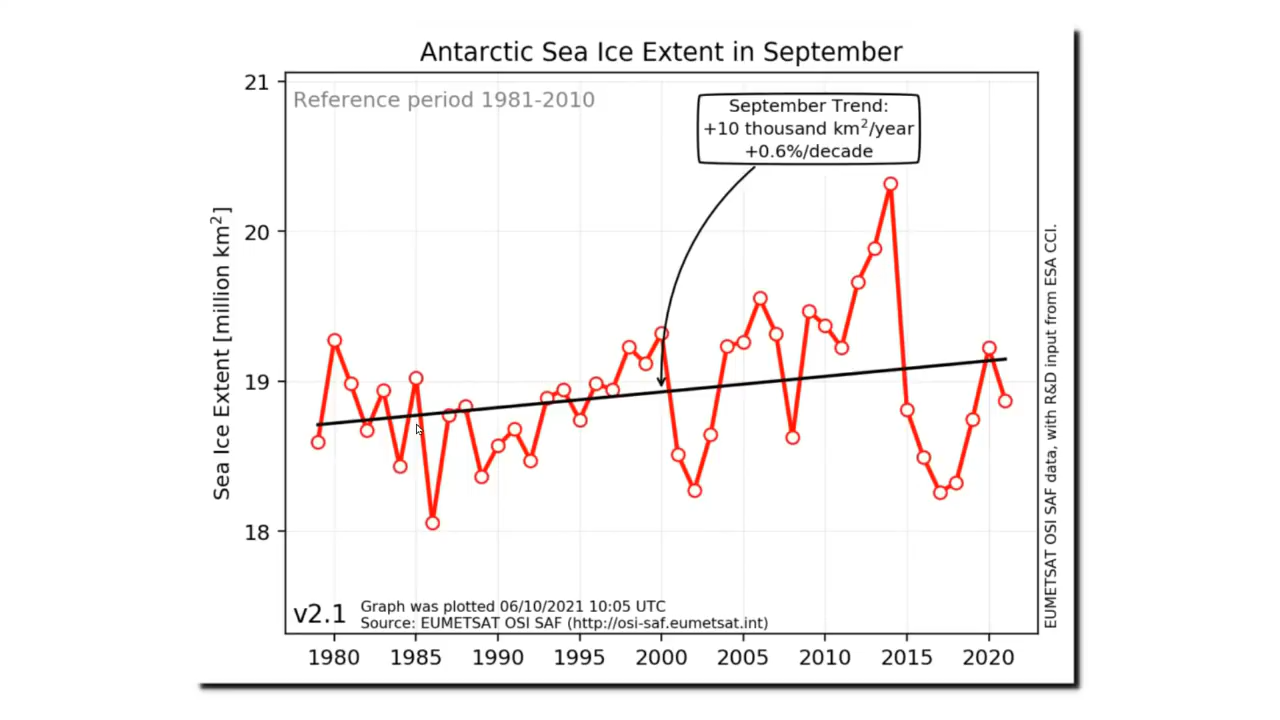 Antarctic Sea Ice Extent in September
Reference period 1981-2010
September Trend:
+10 thousand km²/year
+0.6%/decade
Sea Ice Extent [million km²]
21
20
19
18
v2.1
Graph was plotted 06/10/2021 10:05 UTC
Source: EUMETSAT OSI SAF (http://osi-saf.eumetsat.int)
1980 1985 1990 1995 2000 2005 2010 2015 2020
EUMETSAT OSI SAF data, with R&D input from ESA CCI.